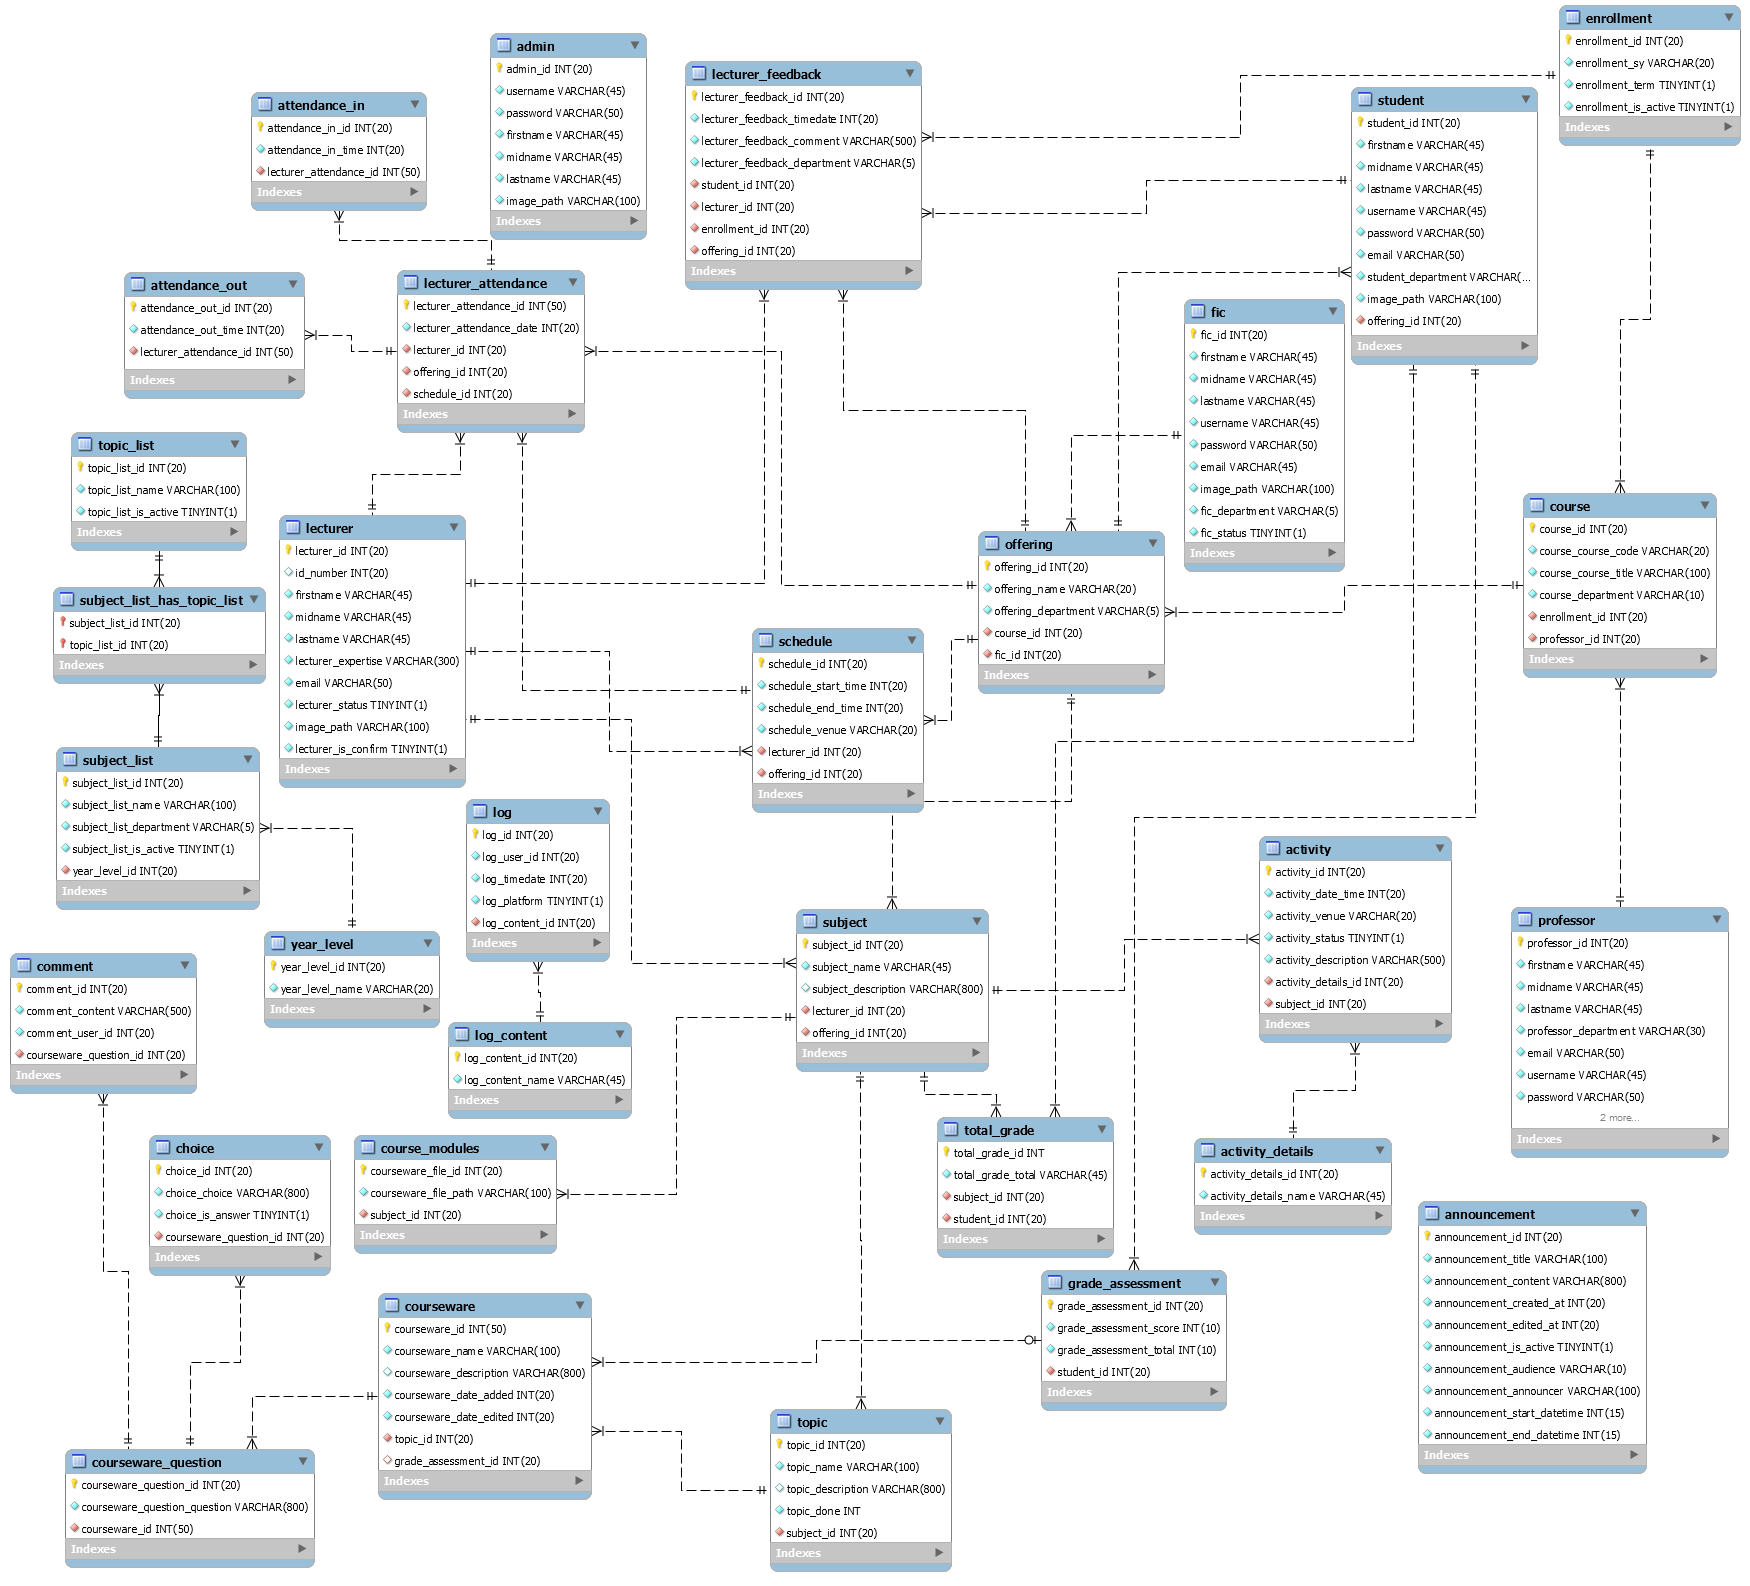 enrollment
enrollment_id INT(20)
enrollment_sy VARCHAR(20)
enrollment_term TINYINT(1)
enrollment_is_active TINYINT(1)
Indexes
admin
admin_id INT(20)
username VARCHAR(45)
password VARCHAR(50)
firstname VARCHAR(45)
midname VARCHAR(45)
lastname VARCHAR(45)
image_path VARCHAR(100)
Indexes
lecturer_feedback
lecturer_feedback_id INT(20)
lecturer_feedback_timedate INT(20)
lecturer_feedback_comment VARCHAR(500)
lecturer_feedback_department VARCHAR(5)
student_id INT(20)
lecturer_id INT(20)
enrollment_id INT(20)
offering_id INT(20)
Indexes
student
student_id INT(20)
firstname VARCHAR(45)
midname VARCHAR(45)
lastname VARCHAR(45)
username VARCHAR(45)
password VARCHAR(50)
email VARCHAR(50)
student_department VARCHAR(...
image_path VARCHAR(100)
offering_id INT(20)
Indexes
attendance_in
attendance_in_id INT(20)
attendance_in_time INT(20)
lecturer_attendance_id INT(50)
Indexes
attendance_out
attendance_out_id INT(20)
attendance_out_time INT(20)
lecturer_attendance_id INT(50)
Indexes
lecturer_attendance
lecturer_attendance_id INT(50)
lecturer_attendance_date INT(20)
lecturer_id INT(20)
offering_id INT(20)
schedule_id INT(20)
Indexes
fic
fic_id INT(20)
firstname VARCHAR(45)
midname VARCHAR(45)
lastname VARCHAR(45)
username VARCHAR(45)
password VARCHAR(50)
email VARCHAR(45)
image_path VARCHAR(100)
fic_department VARCHAR(5)
fic_status TINYINT(1)
Indexes
topic_list
topic_list_id INT(20)
topic_list_name VARCHAR(100)
topic_list_is_active TINYINT(1)
Indexes
lecturer
lecturer_id INT(20)
id_number INT(20)
firstname VARCHAR(45)
midname VARCHAR(45)
lastname VARCHAR(45)
lecturer_expertise VARCHAR(300)
email VARCHAR(50)
lecturer_status TINYINT(1)
image_path VARCHAR(100)
lecturer_is_confirm TINYINT(1)
Indexes
offering
offering_id INT(20)
offering_name VARCHAR(20)
offering_department VARCHAR(5)
course_id INT(20)
fic_id INT(20)
Indexes
course
course_id INT(20)
course_course_code VARCHAR(20)
course_course_title VARCHAR(100)
course_department VARCHAR(10)
enrollment_id INT(20)
professor_id INT(20)
Indexes
subject_list_has_topic_list
subject_list_id INT(20)
topic_list_id INT(20)
Indexes
schedule
schedule_id INT(20)
schedule_start_time INT(20)
schedule_end_time INT(20)
schedule_venue VARCHAR(20)
lecturer_id INT(20)
offering_id INT(20)
Indexes
subject_list
subject_list_id INT(20)
subject_list_name VARCHAR(100)
subject_list_department VARCHAR(5)
subject_list_is_active TINYINT(1)
year_level_id INT(20)
Indexes
log
log_id INT(20)
log_user_id INT(20)
log_timedate INT(20)
log_platform TINYINT(1)
log_content_id INT(20)
Indexes
activity
activity_id INT(20)
activity_date_time INT(20)
activity_venue VARCHAR(20)
activity_status TINYINT(1)
activity_description VARCHAR(500)
activity_details_id INT(20)
subject_id INT(20)
Indexes
year_level
year_level_id INT(20)
year_level_name VARCHAR(20)
Indexes
subject
subject_id INT(20)
subject_name VARCHAR(45)
subject_description VARCHAR(800)
lecturer_id INT(20)
offering_id INT(20)
Indexes
professor
professor_id INT(20)
firstname VARCHAR(45)
midname VARCHAR(45)
lastname VARCHAR(45)
professor_department VARCHAR(30)
email VARCHAR(50)
username VARCHAR(45)
password VARCHAR(50)
2 more...
Indexes
comment
comment_id INT(20)
comment_content VARCHAR(500)
comment_user_id INT(20)
courseware_question_id INT(20)
Indexes
log_content
log_content_id INT(20)
log_content_name VARCHAR(45)
Indexes
choice
choice_id INT(20)
choice_choice VARCHAR(800)
choice_is_answer TINYINT(1)
courseware_question_id INT(20)
Indexes
course_modules
courseware_file_id INT(20)
courseware_file_path VARCHAR(100)
subject_id INT(20)
Indexes
total_grade
total_grade_id INT
total_grade_total VARCHAR(45)
subject_id INT(20)
student_id INT(20)
Indexes
activity_details
activity_details_id INT(20)
activity_details_name VARCHAR(45)
Indexes
announcement
announcement_id INT(20)
announcement_title VARCHAR(100)
announcement_content VARCHAR(800)
announcement_created_at INT(20)
announcement_edited_at INT(20)
announcement_is_active TINYINT(1)
announcement_audience VARCHAR(10)
announcement_announcer VARCHAR(100)
announcement_start_datetime INT(15)
announcement_end_datetime INT(15)
Indexes
grade_assessment
grade_assessment_id INT(20)
grade_assessment_score INT(10)
grade_assessment_total INT(10)
student_id INT(20)
Indexes
courseware
courseware_id INT(50)
courseware_name VARCHAR(100)
courseware_description VARCHAR(800)
courseware_date_added INT(20)
courseware_date_edited INT(20)
topic_id INT(20)
grade_assessment_id INT(20)
Indexes
topic
topic_id INT(20)
topic_name VARCHAR(100)
topic_description VARCHAR(800)
topic_done INT
subject_id INT(20)
Indexes
courseware_question
courseware_question_id INT(20)
courseware_question_question VARCHAR(800)
courseware_id INT(50)
Indexes